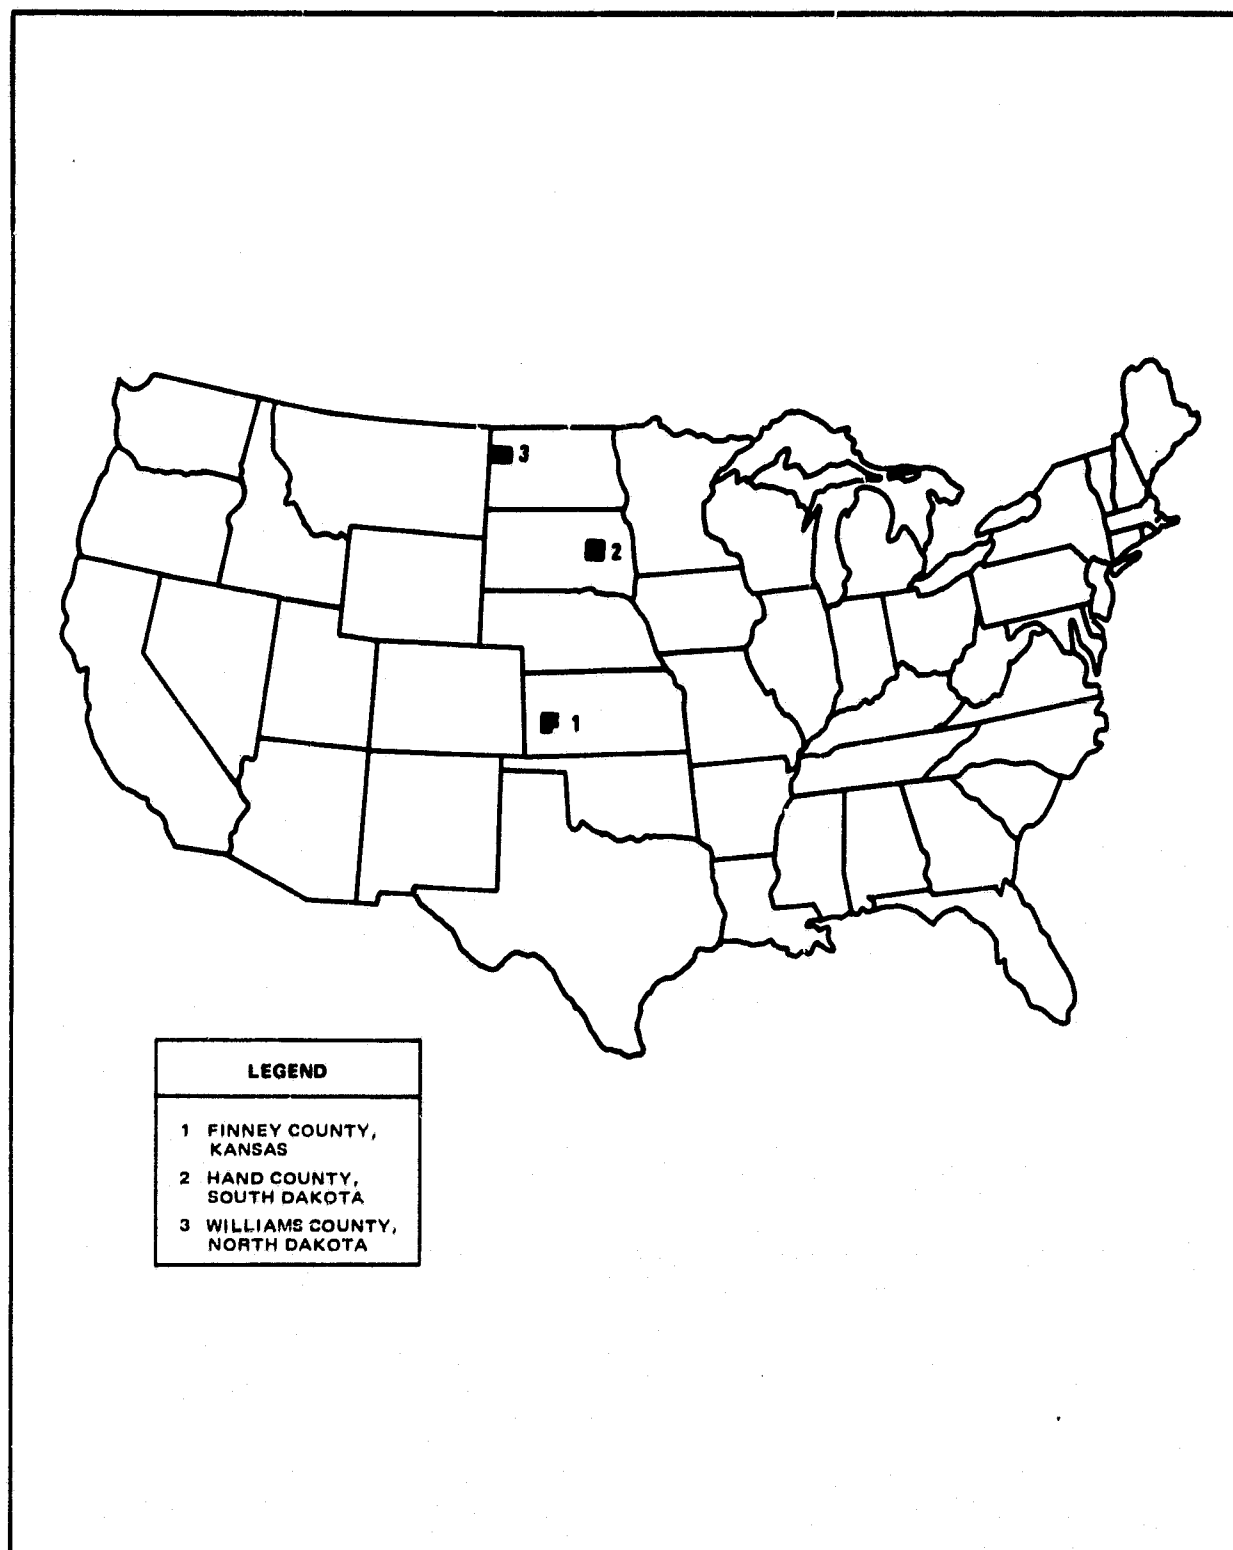 3
2
1
LEGEND
1 FINNEY COUNTY,
KANSAS
2 HAND COUNTY,
SOUTH DAKOTA
3 WILLIAMS COUNTY,
NORTH DAKOTA